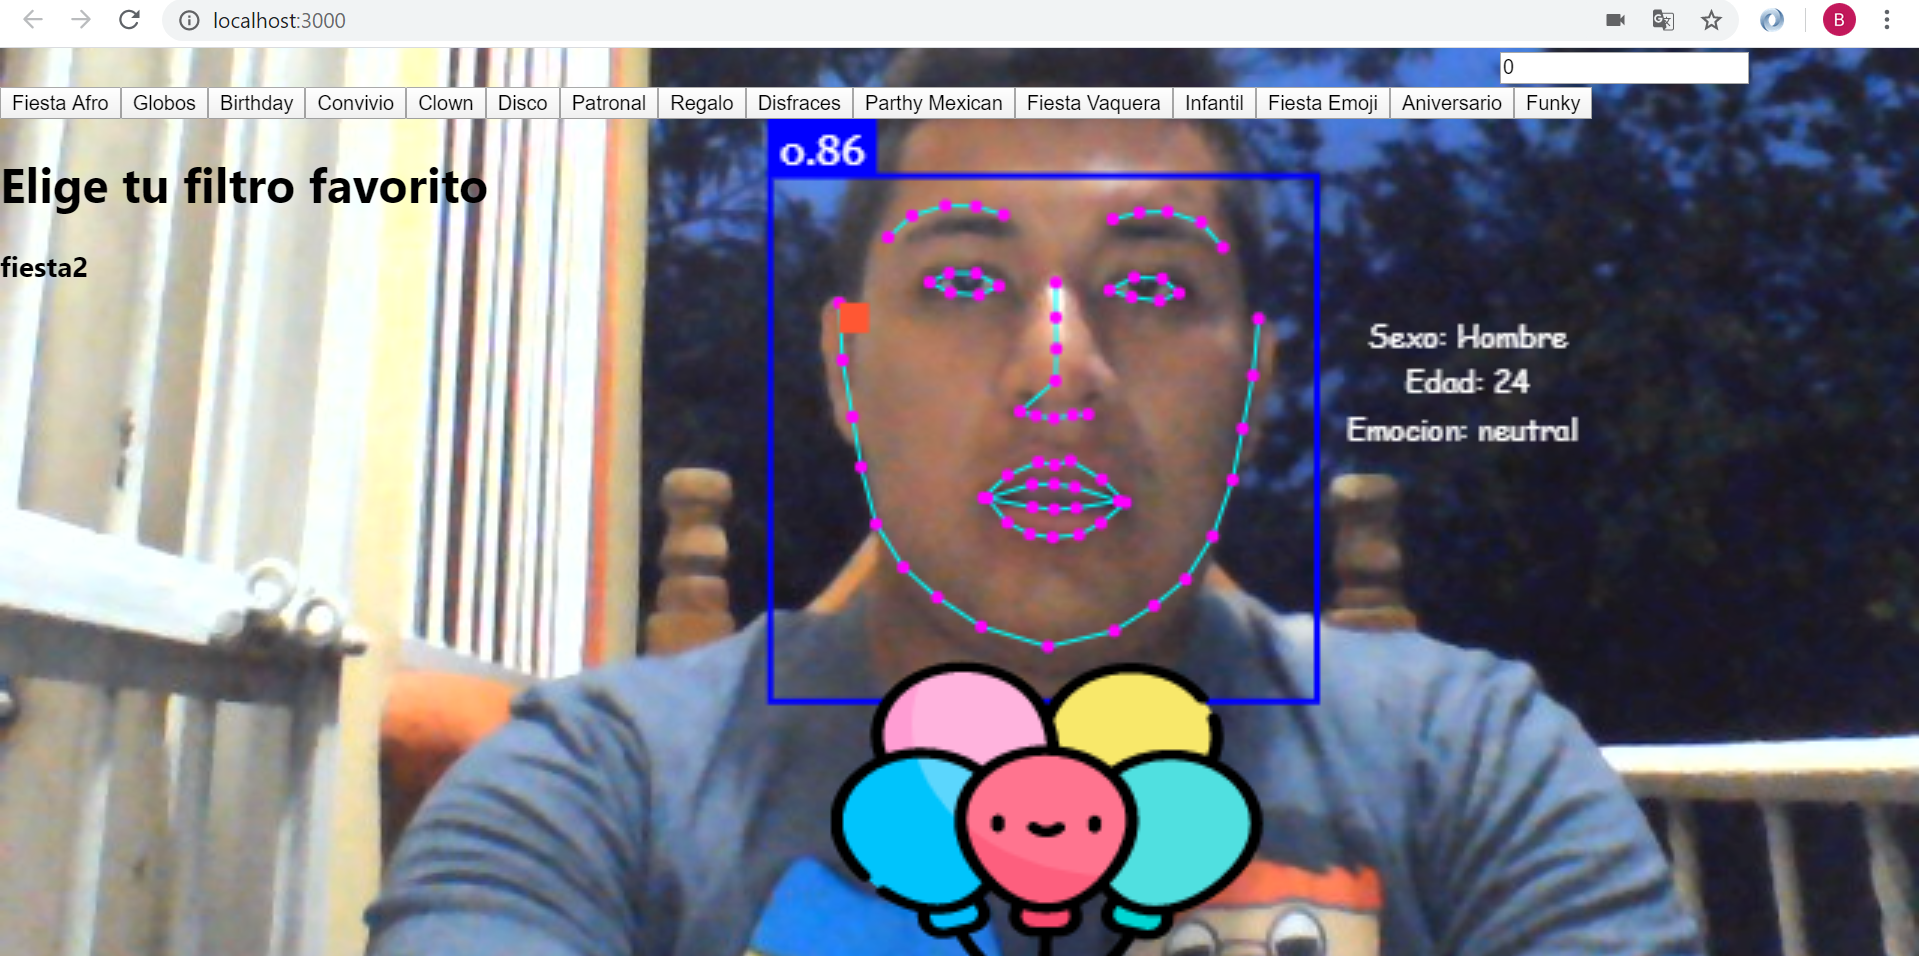 localhost:3000
B
0
Fiesta Afro Globos Birthday Convivio Clown Disco Patronal Regalo Disfraces Parthy Mexican Fiesta Vaquera Infantil Fiesta Emoji Aniversario Funky
o.86
Elige tu filtro favorito
fiesta2
Sexo: Hombre
Edad: 24
Emocion: neutral